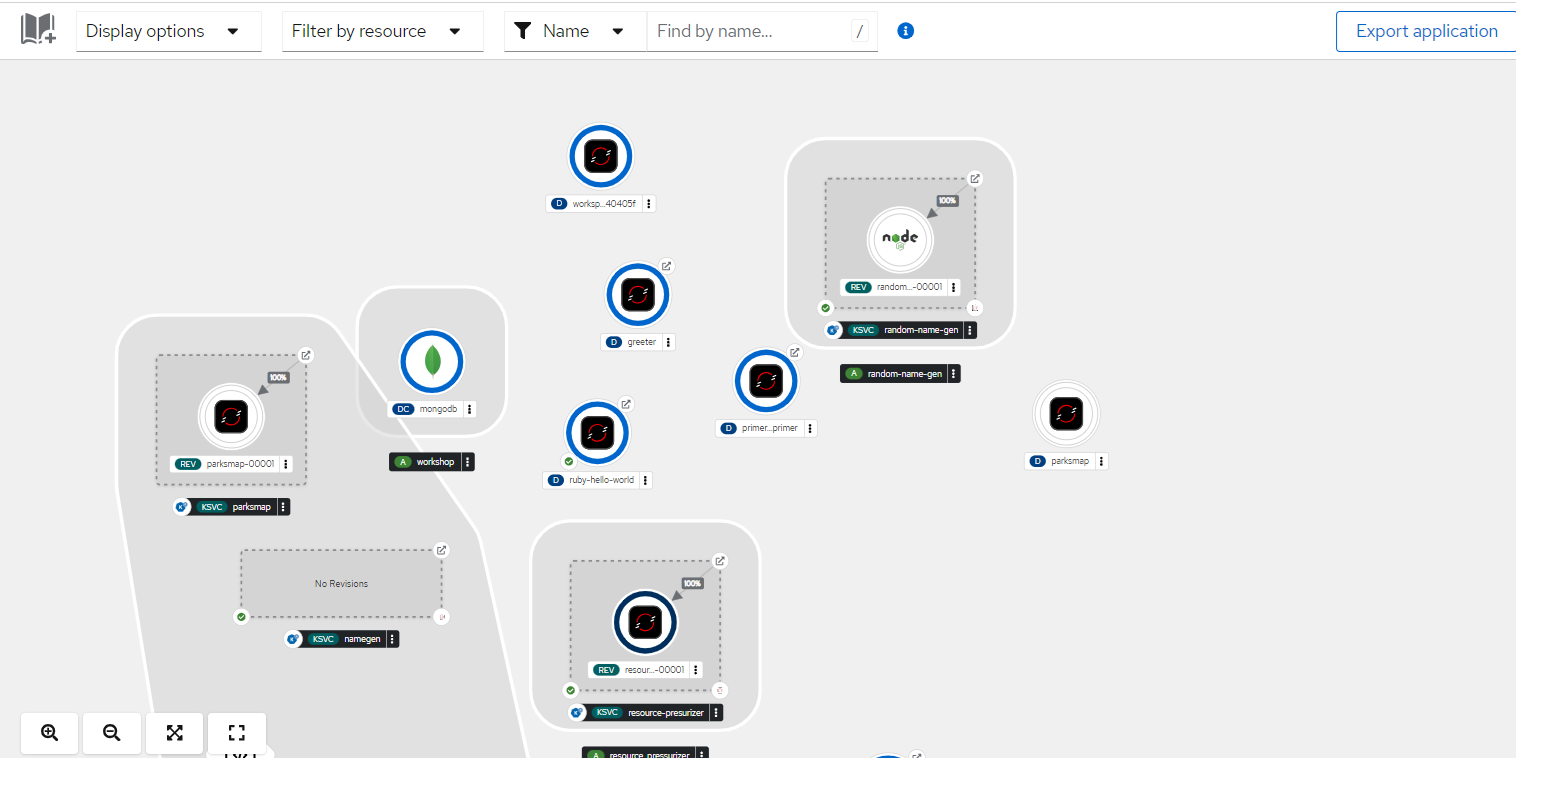 Display options
Filter by resource
Name
Find by name...
/
Export application
D worksp...40405f
100%
node
REV random...-00001
KSVC random-name-gen
A random-name-gen
D greeter
D primer...primer
DC mongodb
A workshop
100%
REV parksmap-00001
KSVC parksmap
D ruby-hello-world
D parksmap
No Revisions
KSVC namegen
100%
REV resour...-00001
KSVC resource-presurizer
A resource pressurizer